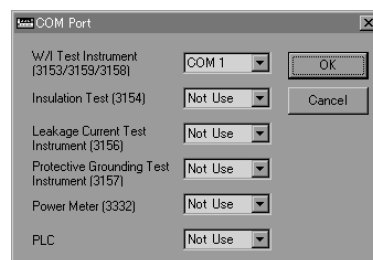 COM Port
W/I Test Instrument
(3153/3159/3158)
COM 1
OK
Insulation Test (3154)
Not Use
Cancel
Leakage Current Test
Instrument (3156)
Not Use
Protective Grounding Test
Instrument (3157)
Not Use
Power Meter (3332)
Not Use
PLC
Not Use